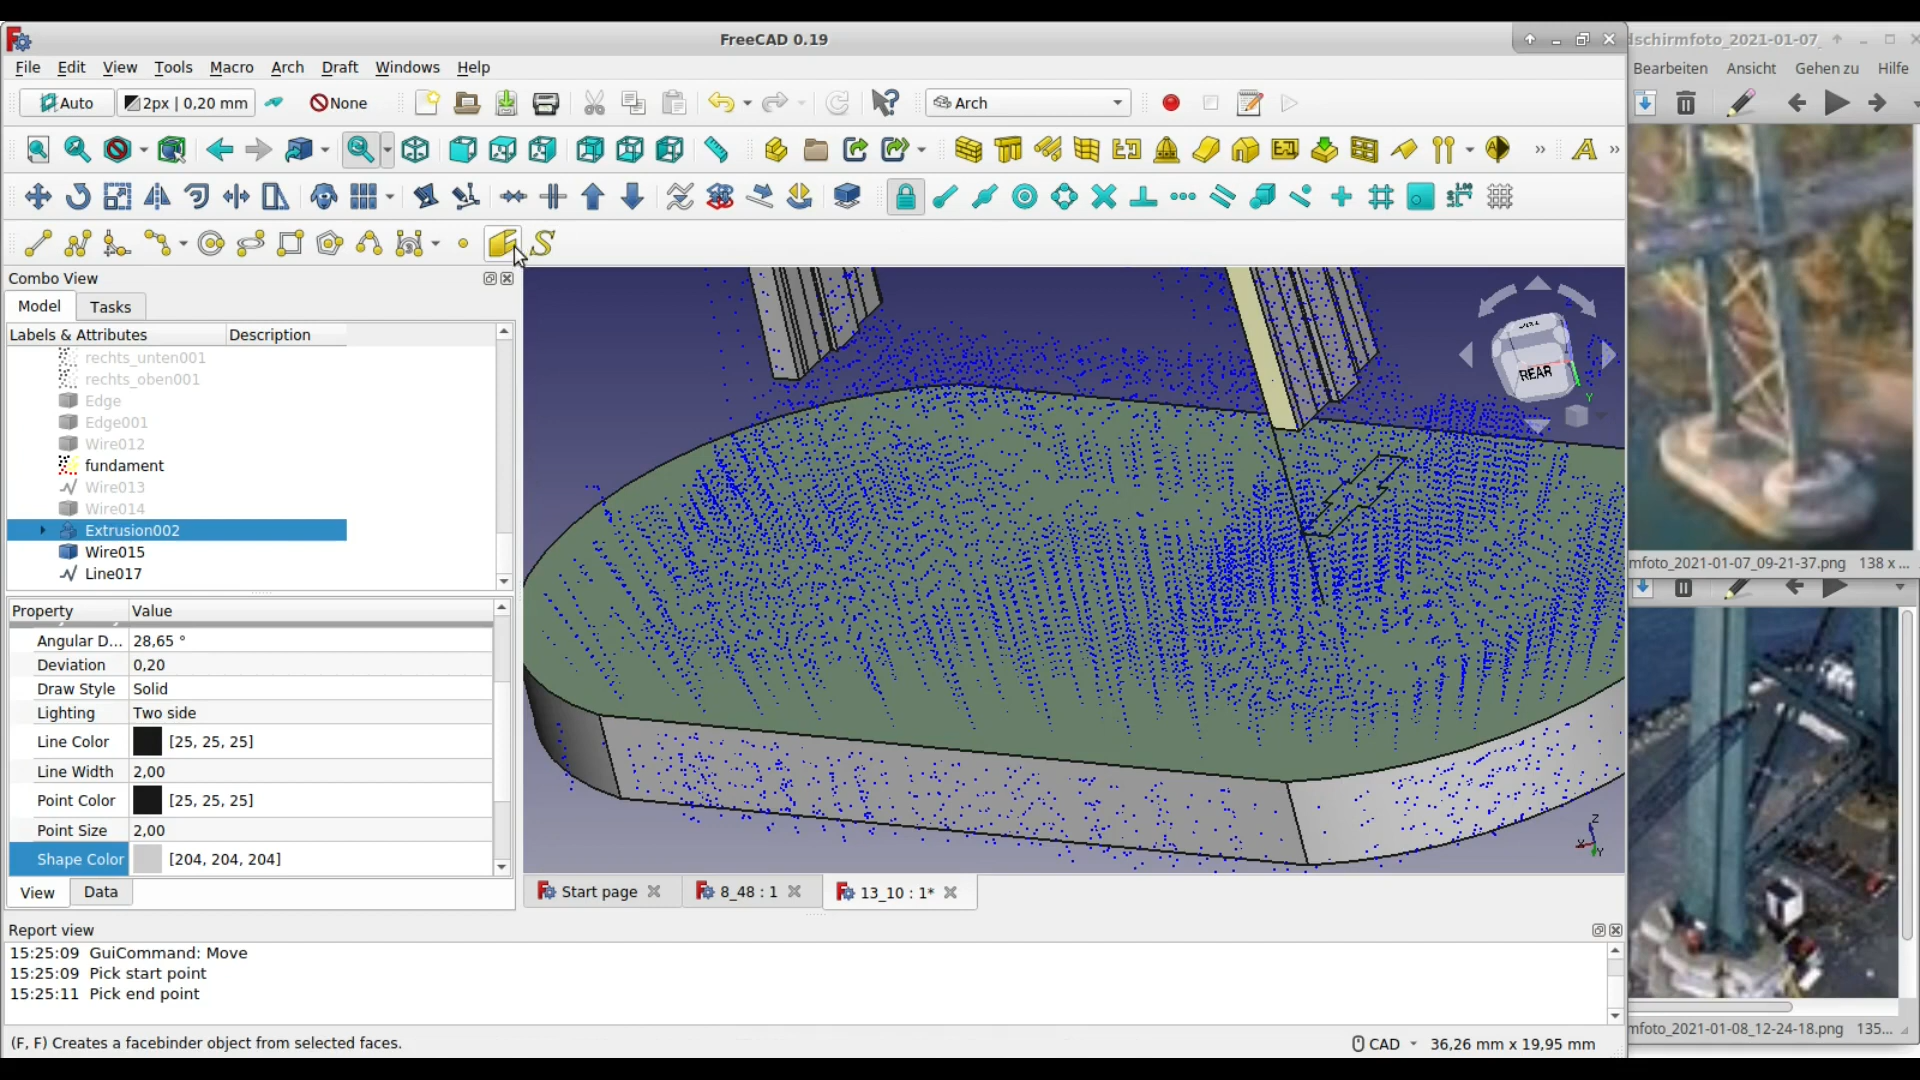 FreeCAD 0.19
dschirmfoto_2021-01-07_
File Edit View Tools Macro Arch Draft Windows Help
Bearbeiten Ansicht Gehen zu Hilfe
Auto 2px | 0,20 mm None Arch
Combo View
Model Tasks
Labels & Attributes Description
rechts_unten001
rechts_oben001
Edge
Edge001
Wire012
fundament
Wire013
Wire014
Extrusion002
Wire015
Line017
REAR
Y
Z
X
Y
mfoto_2021-01-07_09-21-37.png 138 x ...
Property Value
Angular D... 28,65 °
Deviation 0,20
Draw Style Solid
Lighting Two side
Line Color [25, 25, 25]
Line Width 2,00
Point Color [25, 25, 25]
Point Size 2,00
Shape Color [204, 204, 204]
View Data
Start page 8_48 : 1 13_10 : 1*
Report view
15:25:09 GuiCommand: Move
15:25:09 Pick start point
15:25:11 Pick end point
mfoto_2021-01-08_12-24-18.png 135...
(F, F) Creates a facebinder object from selected faces.
CAD 36,26 mm x 19,95 mm